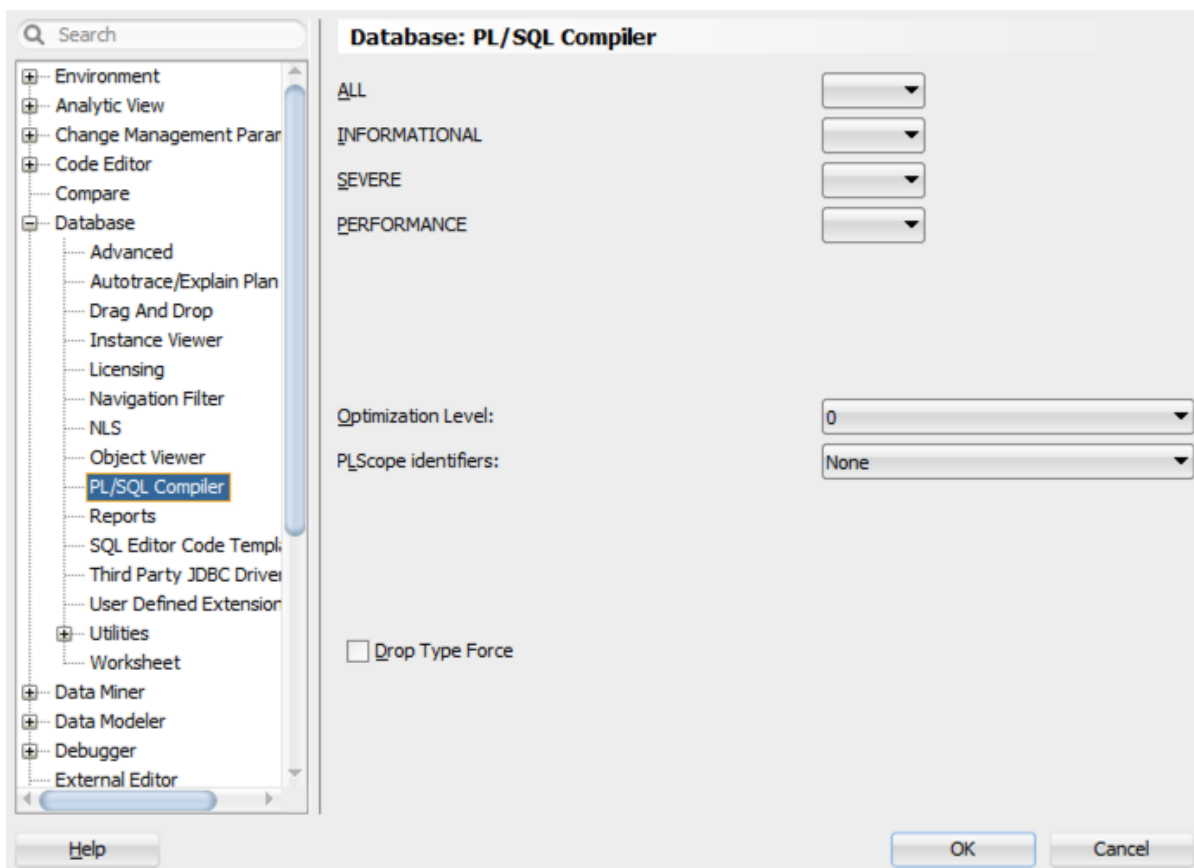 Search
Environment
Analytic View
Change Management Paran
Code Editor
Compare
Database
Advanced
Autotrace/Explain Plan
Drag And Drop
Instance Viewer
Licensing
Navigation Filter
NLS
Object Viewer
PL/SQL Compiler
Reports
SQL Editor Code Templa
Third Party JDBC Driver
User Defined Extension
Utilities
Worksheet
Data Miner
Data Modeler
Debugger
External Editor
Database: PL/SQL Compiler
ALL
INFORMATIONAL
SEVERE
PERFORMANCE
Optimization Level: 0
PLScope identifiers: None
Drop Type Force
Help OK Cancel